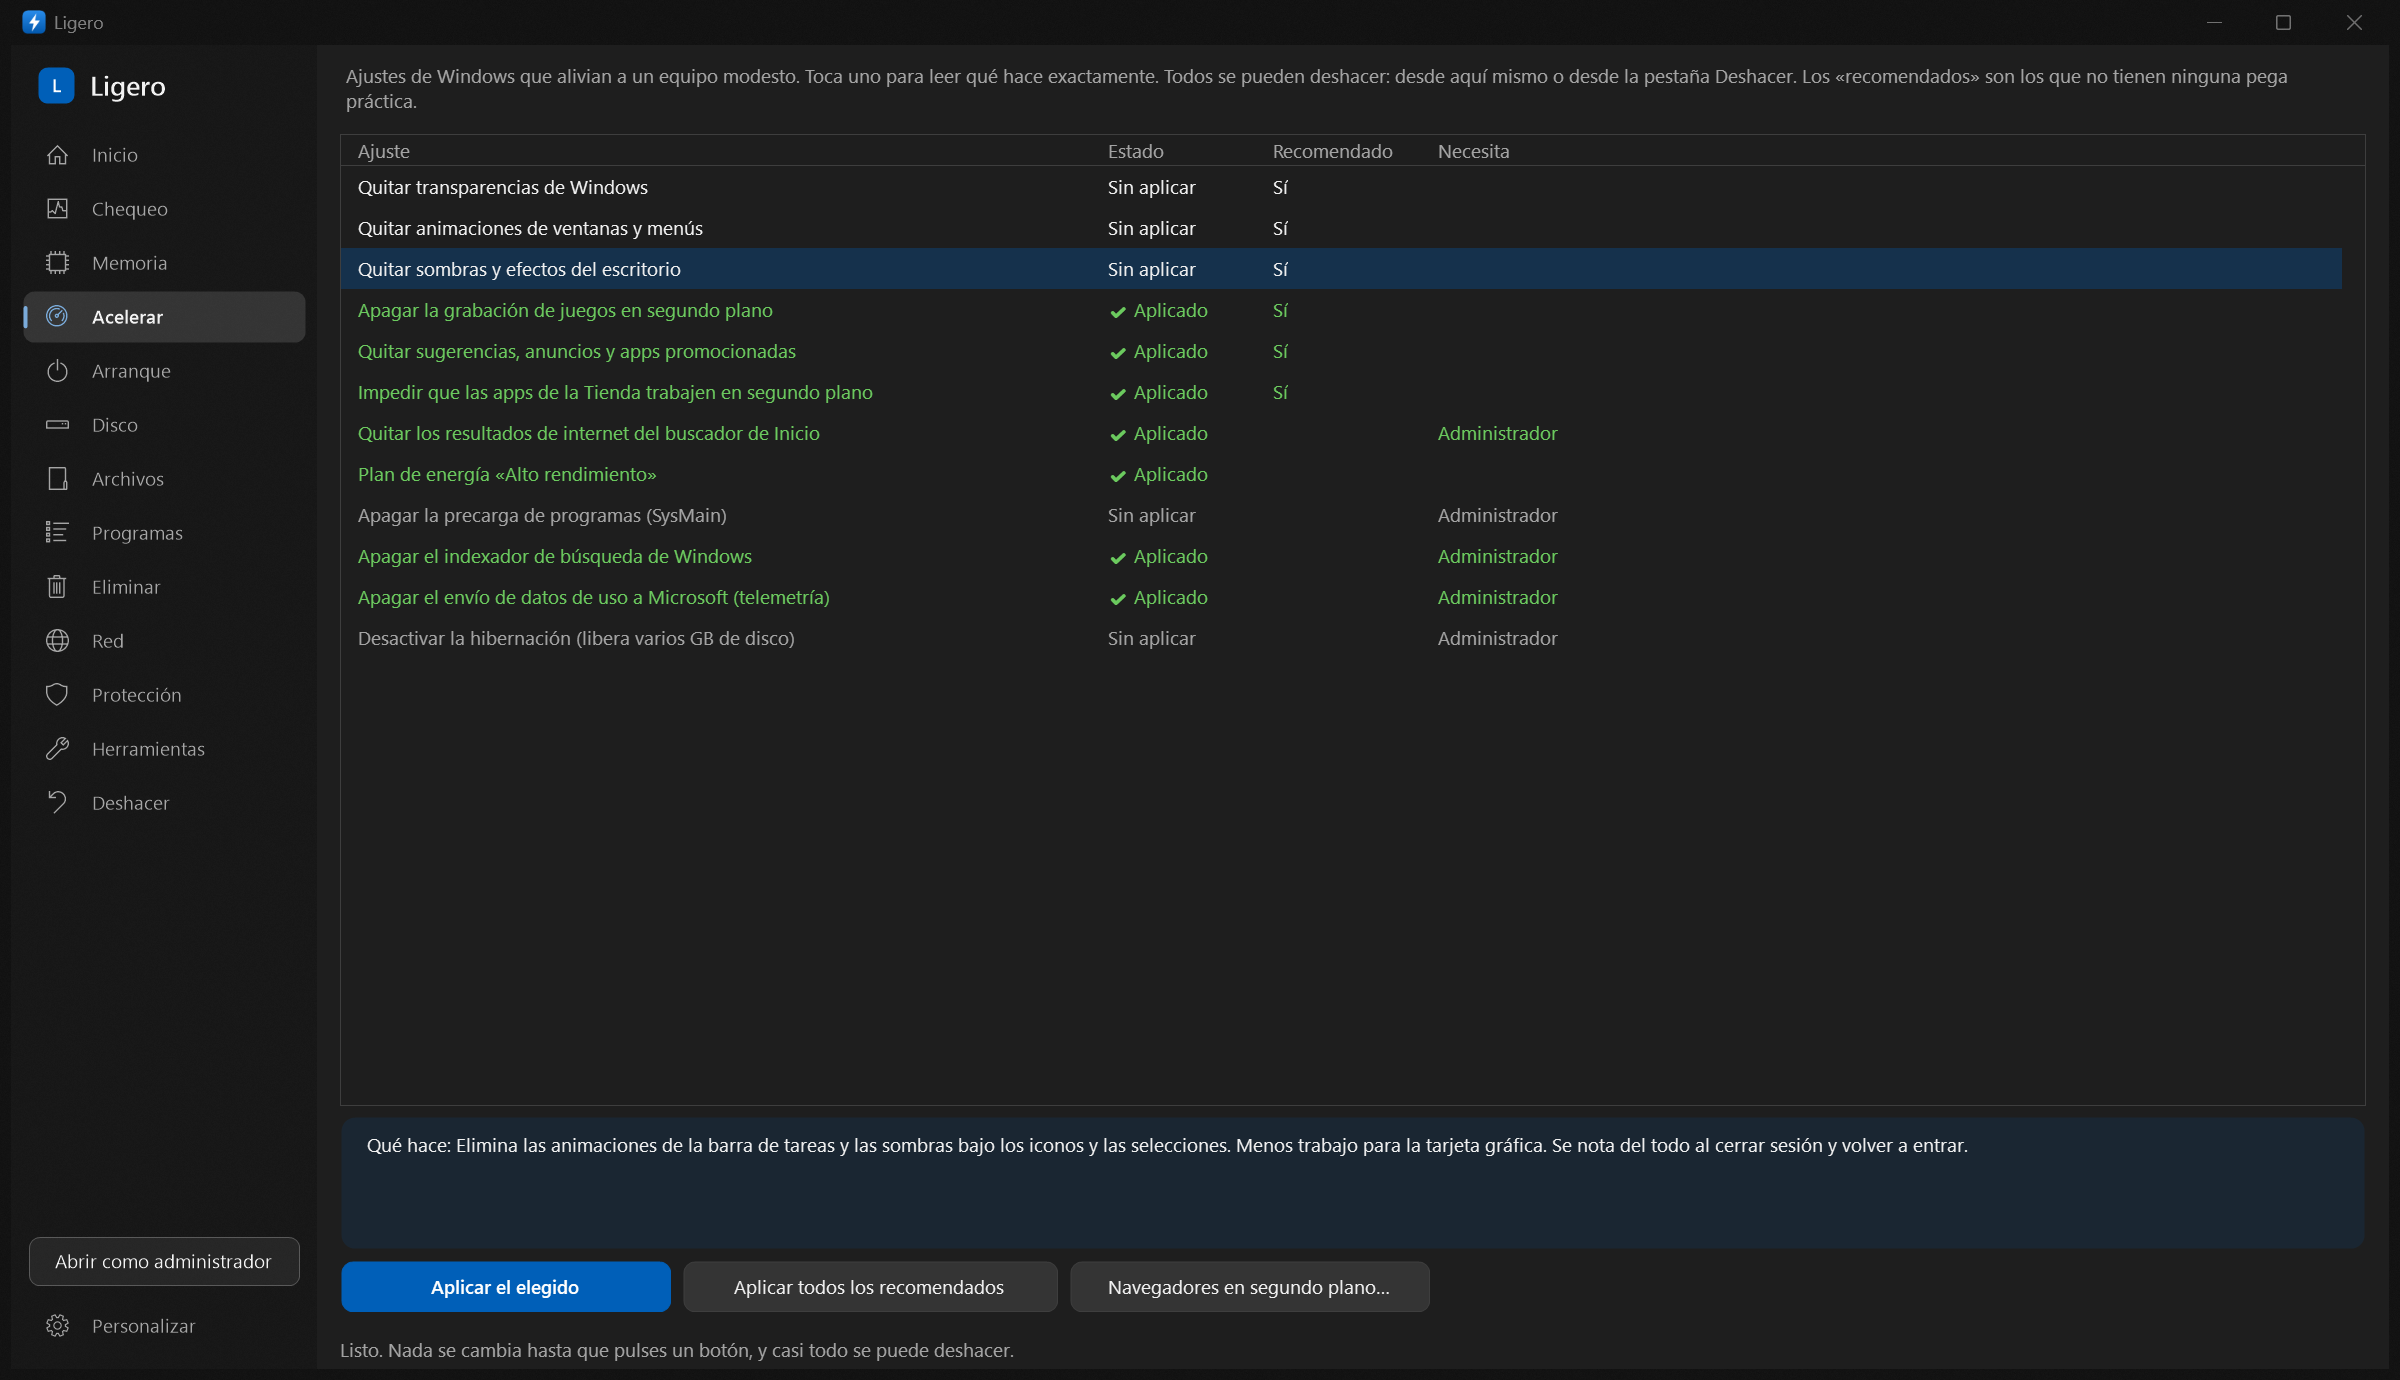 Ligero
L Ligero
Inicio
Chequeo
Memoria
Acelerar
Arranque
Disco
Archivos
Programas
Eliminar
Red
Protección
Herramientas
Deshacer
Abrir como administrador
Personalizar
Ajustes de Windows que alivian a un equipo modesto. Toca uno para leer qué hace exactamente. Todos se pueden deshacer: desde aquí mismo o desde la pestaña Deshacer. Los «recomendados» son los que no tienen ninguna pega
práctica.
Ajuste Estado Recomendado Necesita
Quitar transparencias de Windows Sin aplicar Sí
Quitar animaciones de ventanas y menús Sin aplicar Sí
Quitar sombras y efectos del escritorio Sin aplicar Sí
Apagar la grabación de juegos en segundo plano ✔ Aplicado Sí
Quitar sugerencias, anuncios y apps promocionadas ✔ Aplicado Sí
Impedir que las apps de la Tienda trabajen en segundo plano ✔ Aplicado Sí
Quitar los resultados de internet del buscador de Inicio ✔ Aplicado Administrador
Plan de energía «Alto rendimiento» ✔ Aplicado
Apagar la precarga de programas (SysMain) Sin aplicar Administrador
Apagar el indexador de búsqueda de Windows ✔ Aplicado Administrador
Apagar el envío de datos de uso a Microsoft (telemetría) ✔ Aplicado Administrador
Desactivar la hibernación (libera varios GB de disco) Sin aplicar Administrador
Qué hace: Elimina las animaciones de la barra de tareas y las sombras bajo los iconos y las selecciones. Menos trabajo para la tarjeta gráfica. Se nota del todo al cerrar sesión y volver a entrar.
Aplicar el elegido Aplicar todos los recomendados Navegadores en segundo plano...
Listo. Nada se cambia hasta que pulses un botón, y casi todo se puede deshacer.